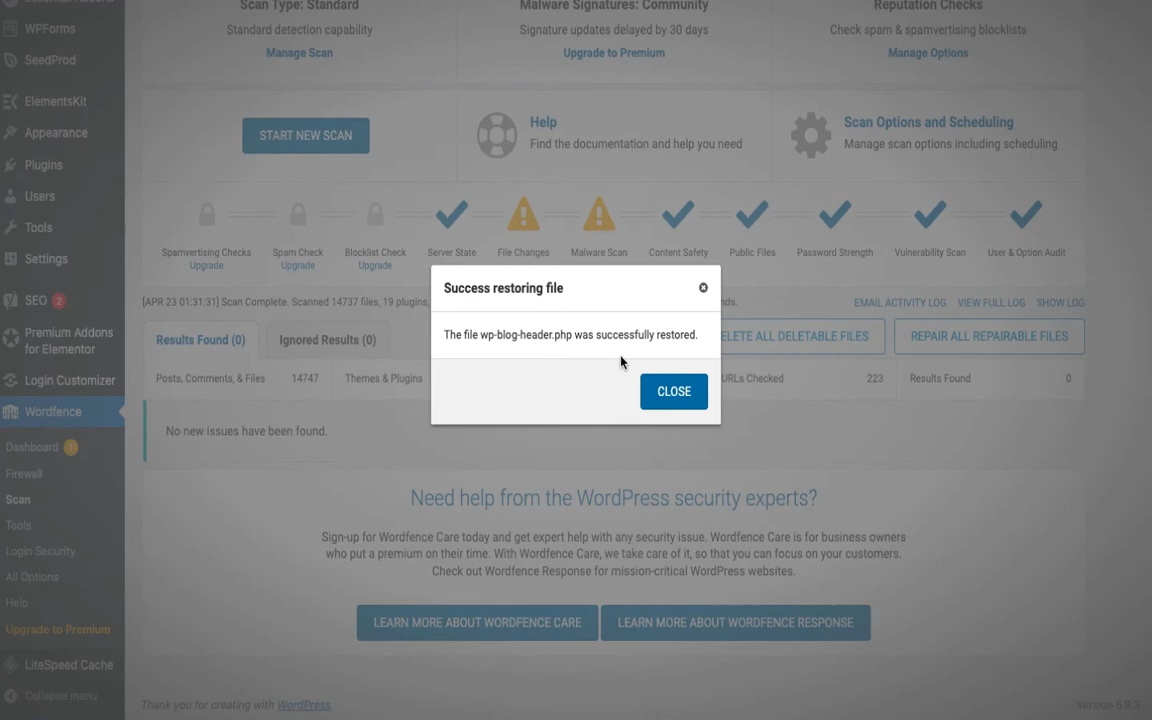 WPForms
SeedProd
ElementsKit
Appearance
Plugins
Users
Tools
Settings
SEO 2
Premium Addons
for Elementor
Login Customizer
Wordfence
Dashboard 1
Firewall
Scan
Tools
Login Security
All Options
Help
Upgrade to Premium
LiteSpeed Cache
Collapse menu
Scan Type: Standard
Standard detection capability
Manage Scan
Malware Signatures: Community
Signature updates delayed by 30 days
Upgrade to Premium
Reputation Checks
Check spam & spamvertising blocklists
Manage Options
START NEW SCAN
Help
Find the documentation and help you need
Scan Options and Scheduling
Manage scan options including scheduling
Spamvertising Checks
Upgrade
Spam Check
Upgrade
Blocklist Check
Upgrade
Server State
File Changes
Malware Scan
Content Safety
Public Files
Password Strength
Vulnerability Scan
User & Option Audit
[APR 23 01:31:31] Scan Complete. Scanned 14737 files, 19 plugins,
EMAIL ACTIVITY LOG VIEW FULL LOG SHOW LOG
Success restoring file
The file wp-blog-header.php was successfully restored.
CLOSE
Results Found (0) Ignored Results (0)
ALL DELETABLE FILES REPAIR ALL REPAIRABLE FILES
Posts, Comments, & Files 14747 Themes & Plugins Checked 223 Results Found 0
No new issues have been found.
Need help from the WordPress security experts?
Sign-up for Wordfence Care today and get expert help with any security issue. Wordfence Care is for business owners
who put a premium on their time. With Wordfence Care, we take care of it, so that you can focus on your customers.
Check out Wordfence Response for mission-critical WordPress websites.
LEARN MORE ABOUT WORDFENCE CARE LEARN MORE ABOUT WORDFENCE RESPONSE
Thank you for creating with WordPress.
Version 5.9.3